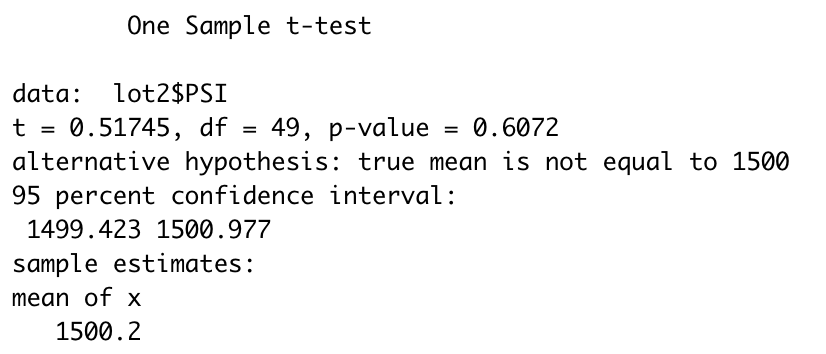 One Sample t-test
data:  lot2$PSI
t = 0.51745, df = 49, p-value = 0.6072
alternative hypothesis: true mean is not equal to 1500
95 percent confidence interval:
 1499.423 1500.977
sample estimates:
mean of x
   1500.2